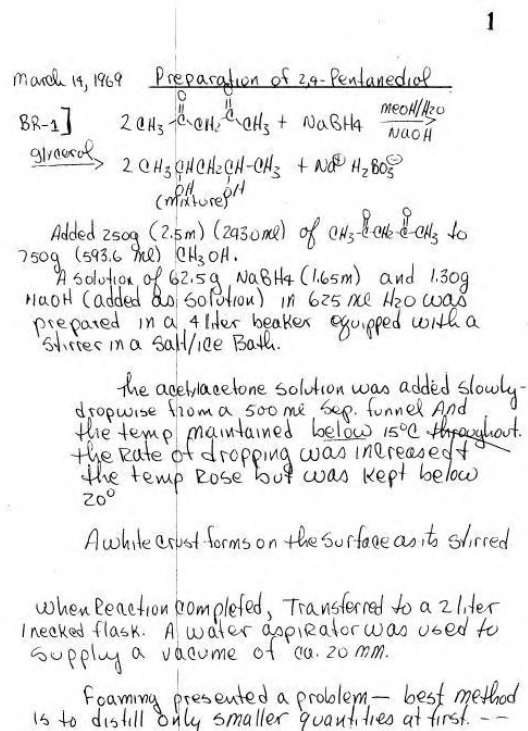 1
March 14, 1969 Preparation of 2,4-Pentanediol
BR-1] 2 CH3-C(=O)-CH2-C(=O)-CH3 + NaBH4 MeOH/H2O NaOH
glycerol 2 CH3CHCH2CH-CH3 + Na⊕ H2BO3⊖
OH OH
(mixture)
Added 250g (2.5m) (243.0ml) of CH3-C(=O)-CH2-C(=O)-CH3 to
750g (593.6 ml) CH3OH.
A solution of 62.5g NaBH4 (1.65m) and 1.30g
NaOH (added as solution) in 625 ml H2O was
prepared in a 4 liter beaker equipped with a
stirrer in a salt/ice Bath.
the acetylacetone solution was added slowly-
dropwise from a 500 ml Sep. funnel And
the temp maintained below 15°C throughout.
the Rate of dropping was increased +
the temp Rose but was kept below
20°
A white crust forms on the surface as its stirred
when Reaction completed, Transferred to a 2 liter
1 necked flask. A water aspiRator was used to
supply a vacume of ca. 20 mm.
Foaming presented a problem — best method
is to distill only smaller quantities at first. --